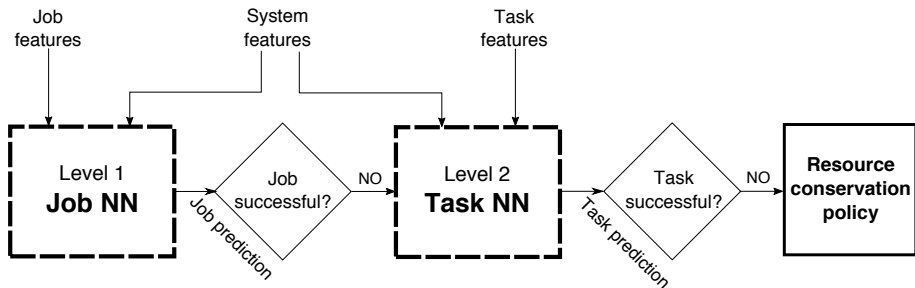 Job
features
System
features
Task
features
Level 1
Job NN
Job prediction
Job
successful?
NO
Level 2
Task NN
Task prediction
Task
successful?
NO
Resource
conservation
policy